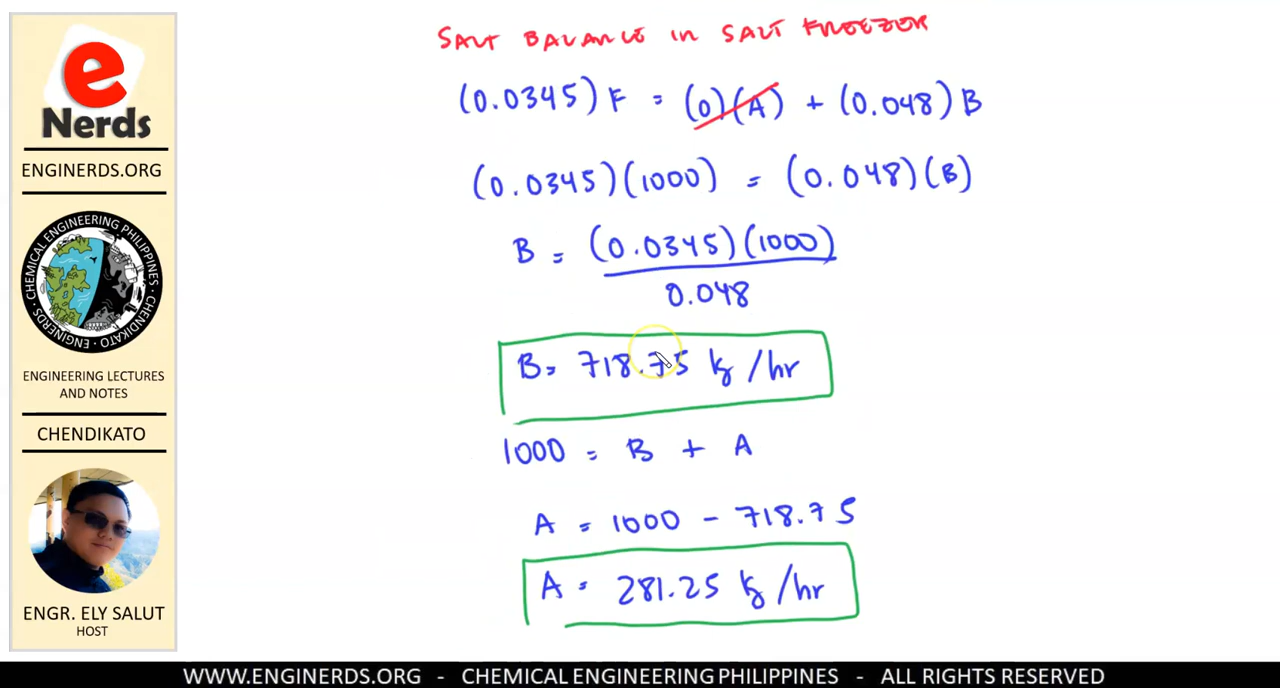 e
Nerds
ENGINERDS.ORG
CHEMICAL ENGINEERING PHILIPPINES
• ENGINERDS • CHENDIKATO •
ENGINEERING LECTURES
AND NOTES
CHENDIKATO
ENGR. ELY SALUT
HOST
SALT BALANCE IN SALT FREEZER
(0.0345) F = (0)(A) + (0.048) B
(0.0345)(1000) = (0.048)(B)
B = (0.0345)(1000)
0.048
B= 718.75 kg/hr
1000 = B + A
A = 1000 - 718.75
A = 281.25 kg/hr
WWW.ENGINERDS.ORG - CHEMICAL ENGINEERING PHILIPPINES - ALL RIGHTS RESERVED